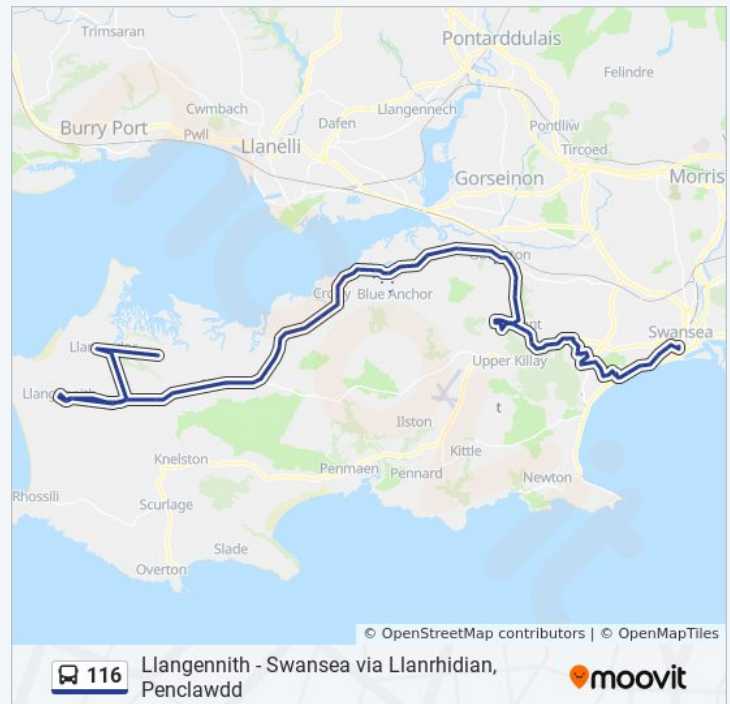 Trimsaran
Pontarddulais
Felindre
Cwmbach
Llangennech
Burry Port
Pwll
Dafen
Llanelli
Pontlliw
Tircoed
Gorseinon
Morris
Blue Anchor
Swansea
Upper Killay
Ilston
t
Knelston
Penmaen
Pennard
Kittle
Newton
Rhossili
Scurlage
Slade
Overton
© OpenStreetMap contributors | © OpenMapTiles
116
Llangennith - Swansea via Llanrhidian,
Penclawdd
moovit